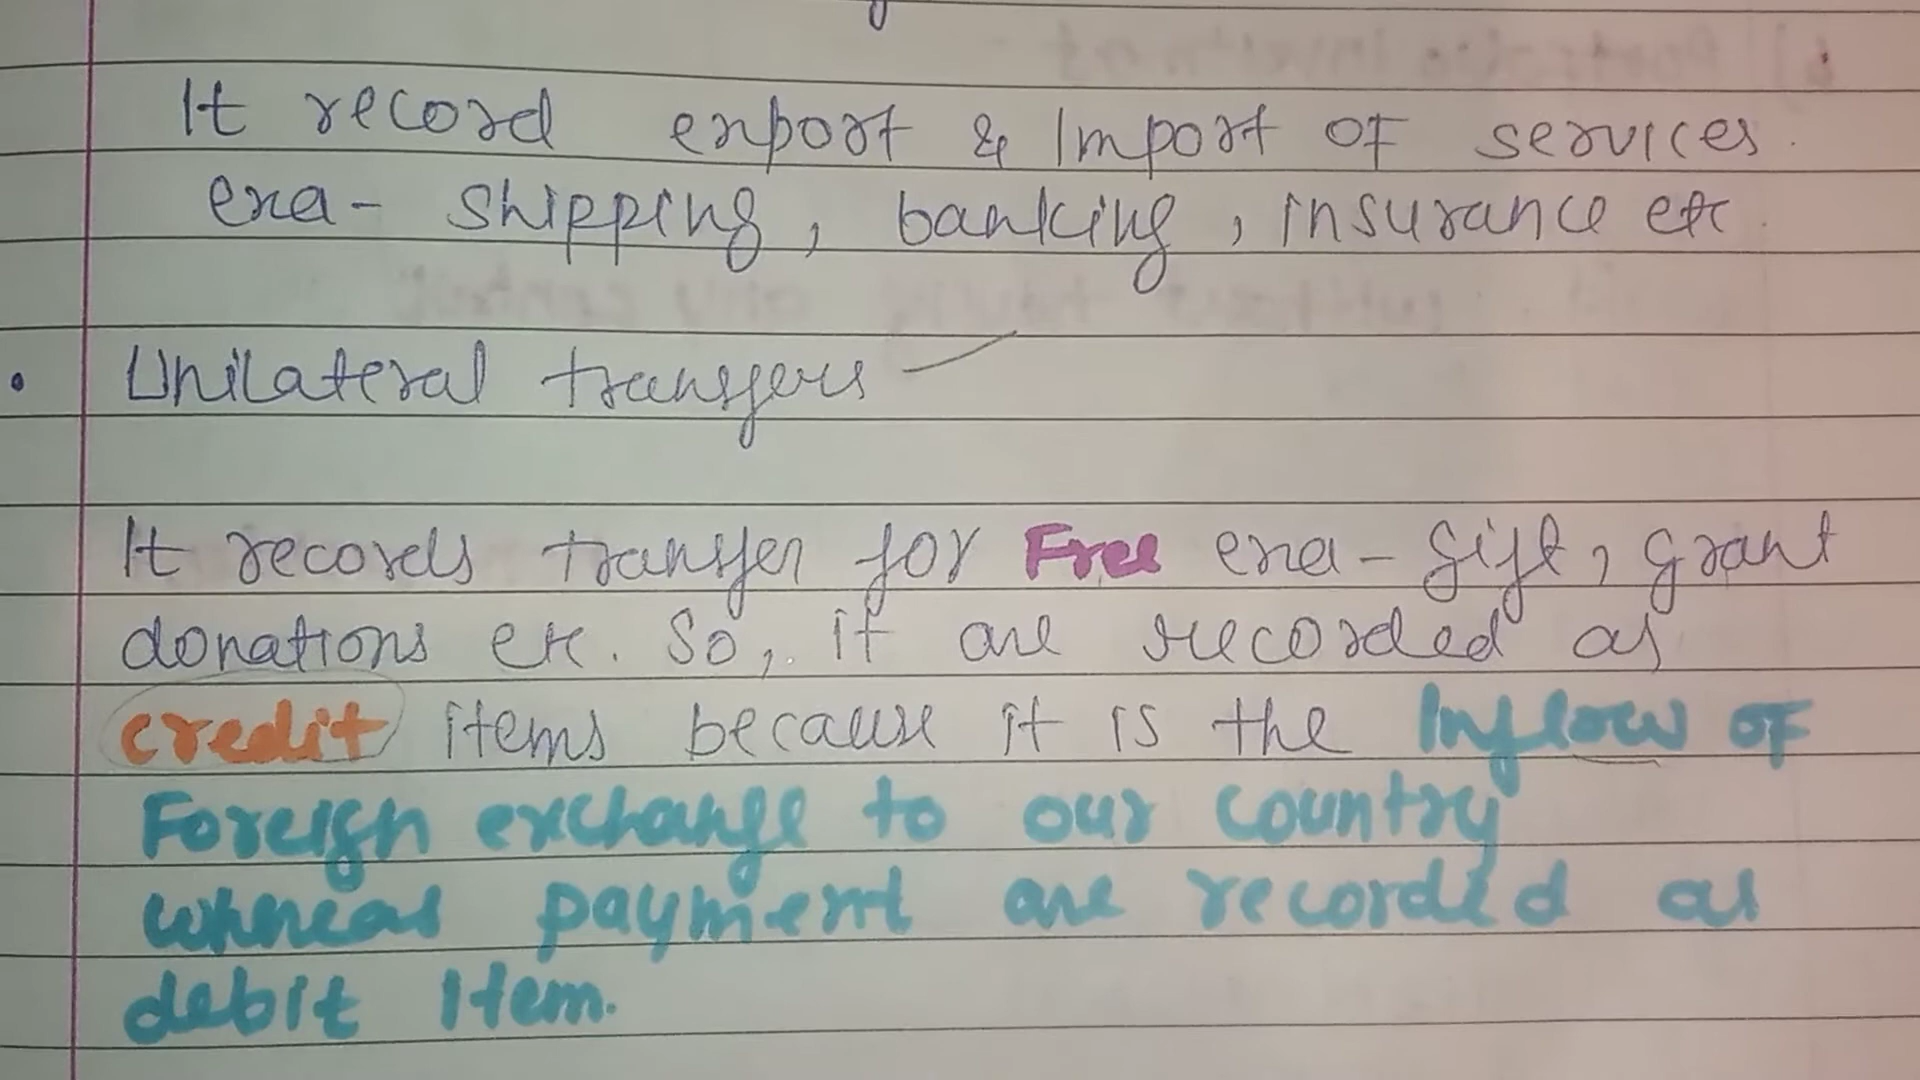 It record export & Import OF services.
exa- shipping, banking, insurance etc.
• Unilateral transfers -
It records transfer for Free exa - gift, grant
donations etc. So, it are recorded as
credit items because it is the Inflow OF
Foreign exchange to our country
whereas payment are recorded as
debit Item.